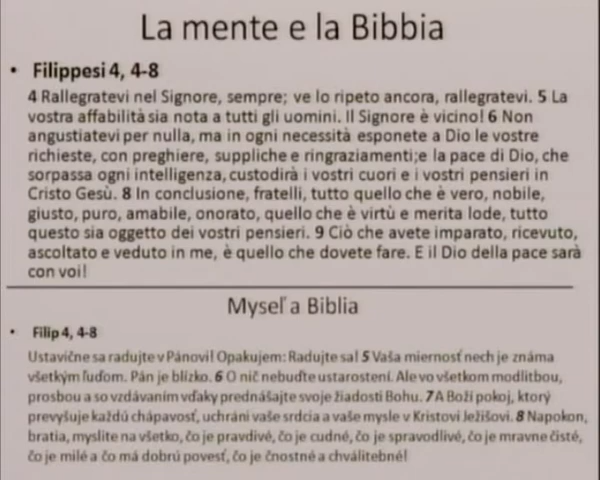 La mente e la Bibbia
• Filippesi 4, 4-8
4 Rallegratevi nel Signore, sempre; ve lo ripeto ancora, rallegratevi. 5 La
vostra affabilità sia nota a tutti gli uomini. Il Signore è vicino! 6 Non
angustiatevi per nulla, ma in ogni necessità esponete a Dio le vostre
richieste, con preghiere, suppliche e ringraziamenti;e la pace di Dio, che
sorpassa ogni intelligenza, custodirà i vostri cuori e i vostri pensieri in
Cristo Gesù. 8 In conclusione, fratelli, tutto quello che è vero, nobile,
giusto, puro, amabile, onorato, quello che è virtù e merita lode, tutto
questo sia oggetto dei vostri pensieri. 9 Ciò che avete imparato, ricevuto,
ascoltato e veduto in me, è quello che dovete fare. E il Dio della pace sarà
con voi!
Myseľ a Biblia
• Filip 4, 4-8
Ustavične sa radujte v Pánovi! Opakujem: Radujte sa! 5 Vaša miernosť nech je známa
všetkým ľuďom. Pán je blízko. 6 O nič nebuďte ustarostení. Ale vo všetkom modlitbou,
prosbou a so vzdávaním vďaky prednášajte svoje žiadosti Bohu. 7 A Boží pokoj, ktorý
prevyšuje každú chápavosť, uchráni vaše srdcia a vaše mysle v Kristovi Ježišovi. 8 Napokon,
bratia, myslite na všetko, čo je pravdivé, čo je cudné, čo je spravodlivé, čo je mravne čisté,
čo je milé a čo má dobrú povesť, čo je čnostné a chválitebné!